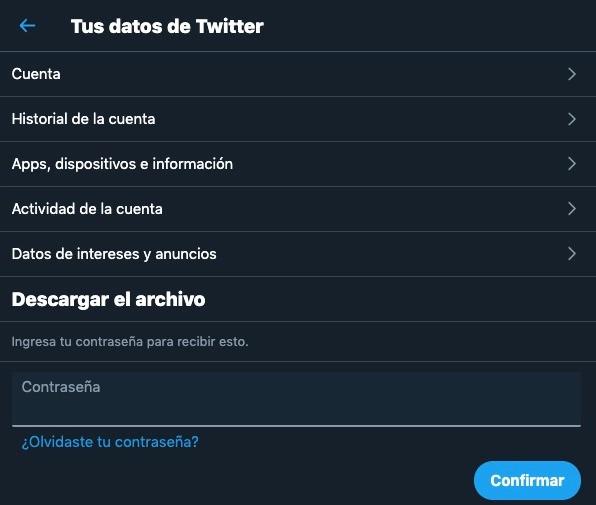 Tus datos de Twitter
Cuenta
Historial de la cuenta
Apps, dispositivos e información
Actividad de la cuenta
Datos de intereses y anuncios
Descargar el archivo
Ingresa tu contraseña para recibir esto.
Contraseña
¿Olvidaste tu contraseña?
Confirmar